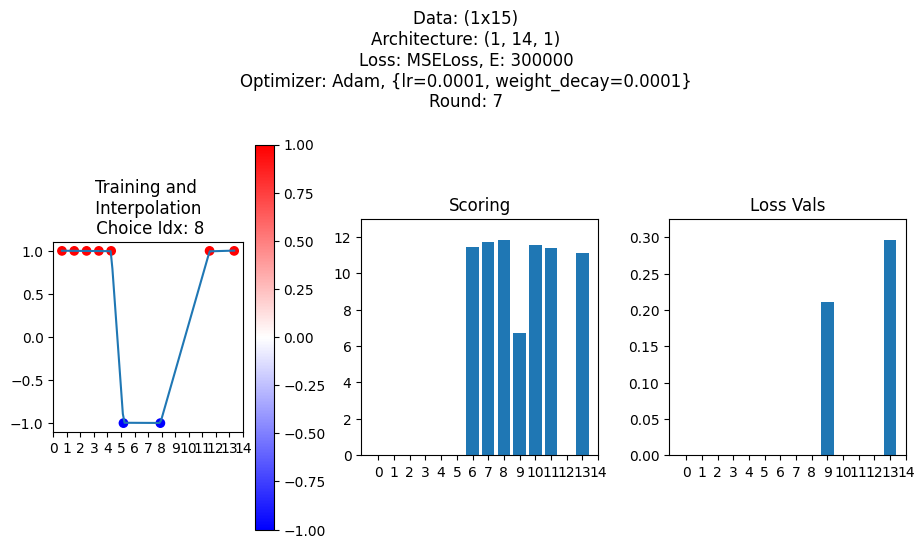 Data: (1x15)
Architecture: (1, 14, 1)
Loss: MSELoss, E: 300000
Optimizer: Adam, {lr=0.0001, weight_decay=0.0001}
Round: 7
Training and
Interpolation
Choice Idx: 8
1.0
0.5
0.0
−0.5
−1.0
0 1 2 3 4 5 6 7 8 9 10 11 12 13 14
1.00
0.75
0.50
0.25
0.00
−0.25
−0.50
−0.75
−1.00
Scoring
12
10
8
6
4
2
0
0 1 2 3 4 5 6 7 8 9 10 11 12 13 14
Loss Vals
0.30
0.25
0.20
0.15
0.10
0.05
0.00
0 1 2 3 4 5 6 7 8 9 10 11 12 13 14